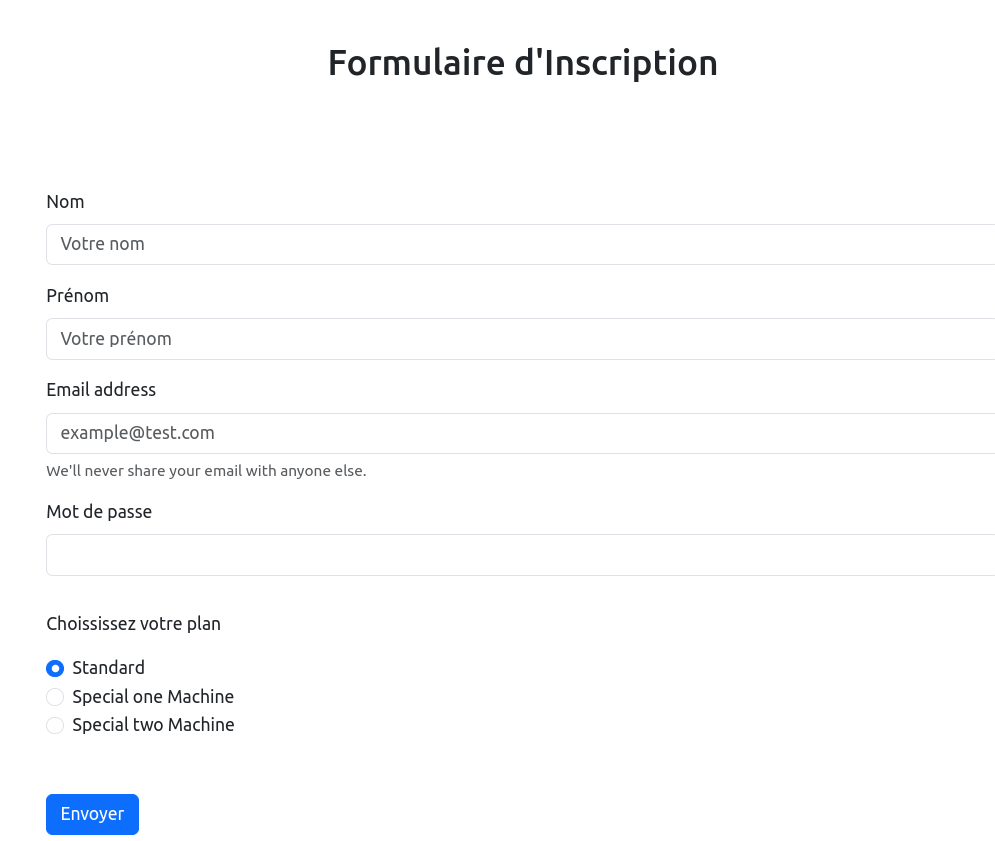 Formulaire d'Inscription
Nom
Votre nom
Prénom
Votre prénom
Email address
example@test.com
We'll never share your email with anyone else.
Mot de passe
Choississez votre plan
Standard
Special one Machine
Special two Machine
Envoyer